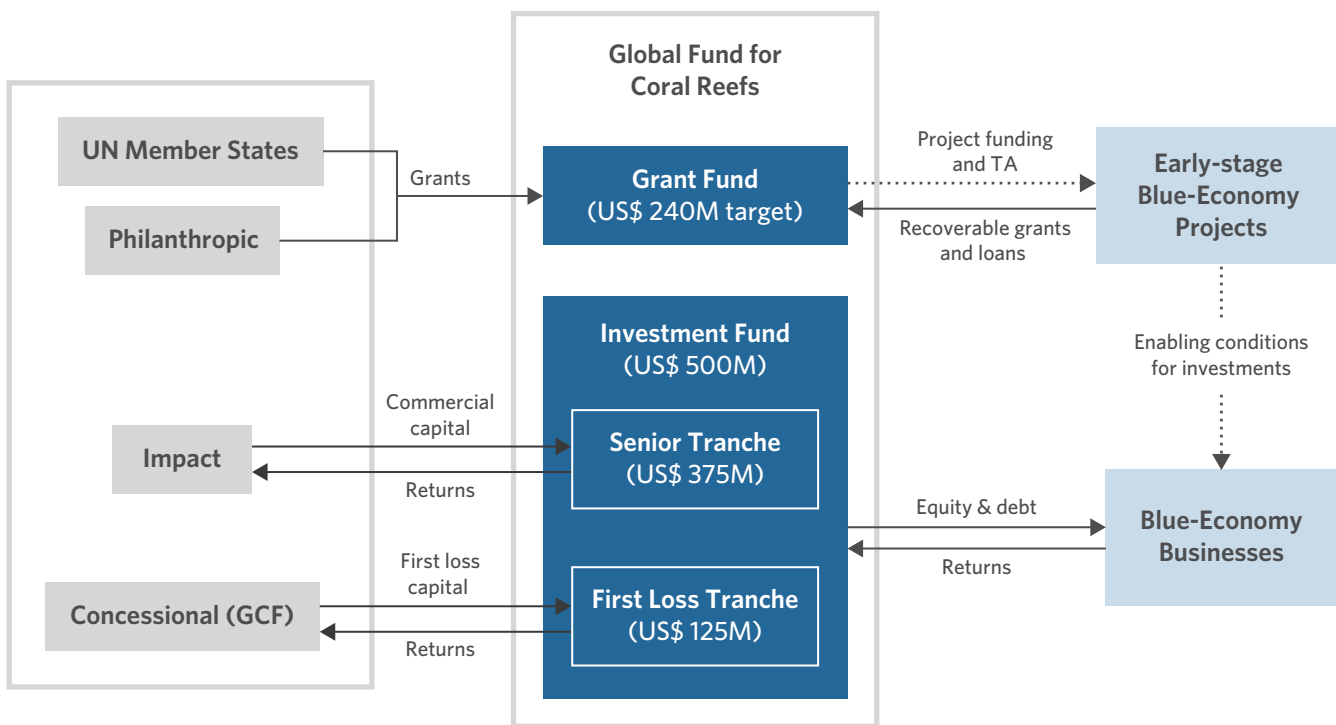 Global Fund for
Coral Reefs
UN Member States
Philanthropic
Grants
Grant Fund
(US$ 240M target)
Project funding
and TA
Recoverable grants
and loans
Early-stage
Blue-Economy
Projects
Enabling conditions
for investments
Investment Fund
(US$ 500M)
Impact
Commercial
capital
Returns
Senior Tranche
(US$ 375M)
Equity & debt
Returns
Blue-Economy
Businesses
Concessional (GCF)
First loss
capital
Returns
First Loss Tranche
(US$ 125M)